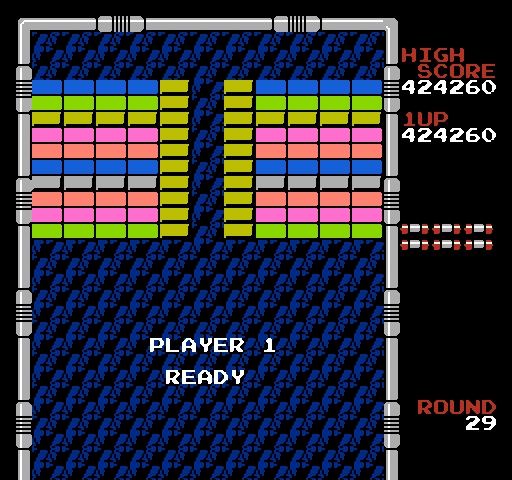 HIGH
SCORE
424260
1UP
424260
PLAYER 1
READY
ROUND
29